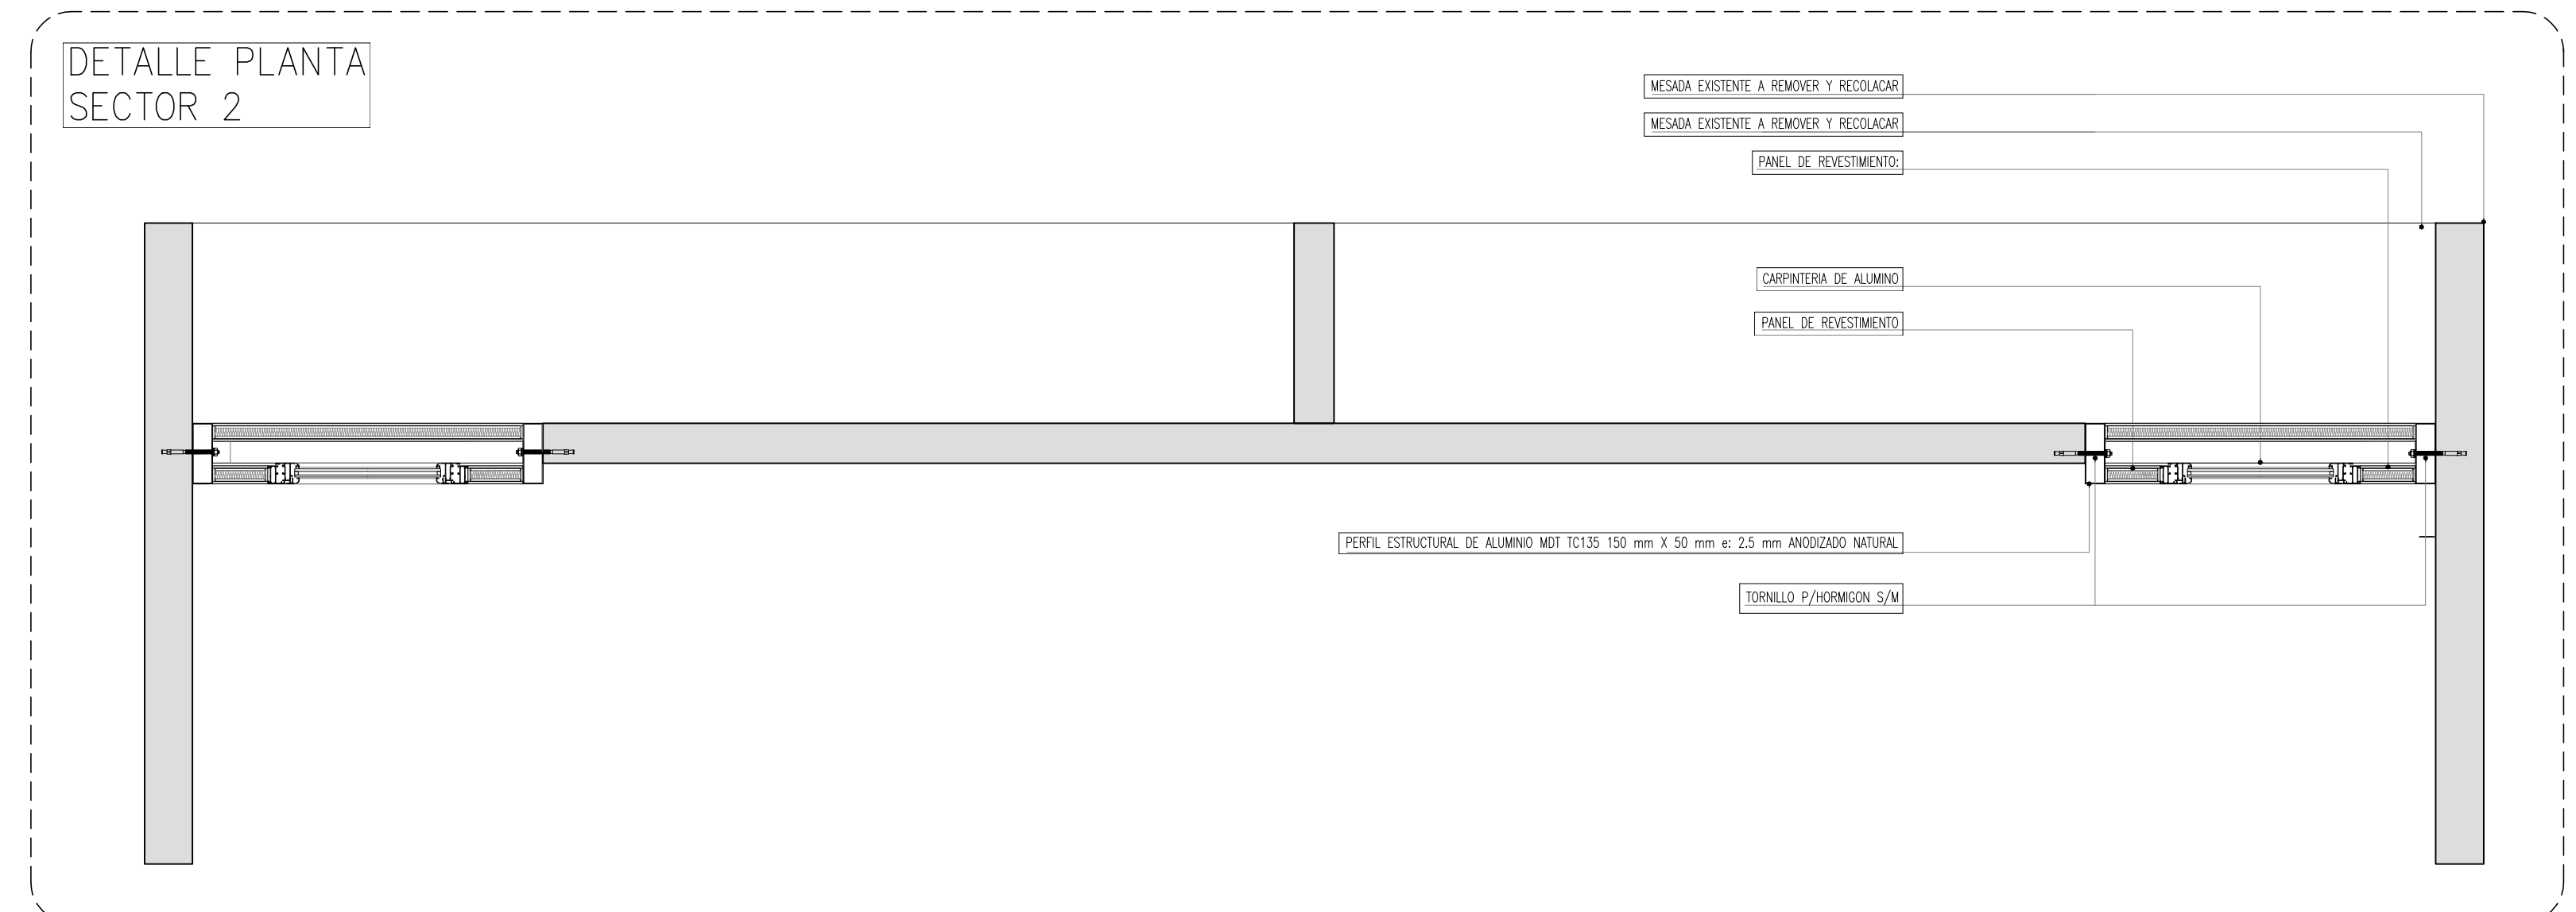 DETALLE PLANTA
SECTOR 2
MESADA EXISTENTE A REMOVER Y RECOLACAR
MESADA EXISTENTE A REMOVER Y RECOLACAR
PANEL DE REVESTIMIENTO:
CARPINTERIA DE ALUMINO
PANEL DE REVESTIMIENTO
PERFIL ESTRUCTURAL DE ALUMINIO MDT TC135 150 mm X 50 mm e: 2.5 mm ANODIZADO NATURAL
TORNILLO P/HORMIGON S/M